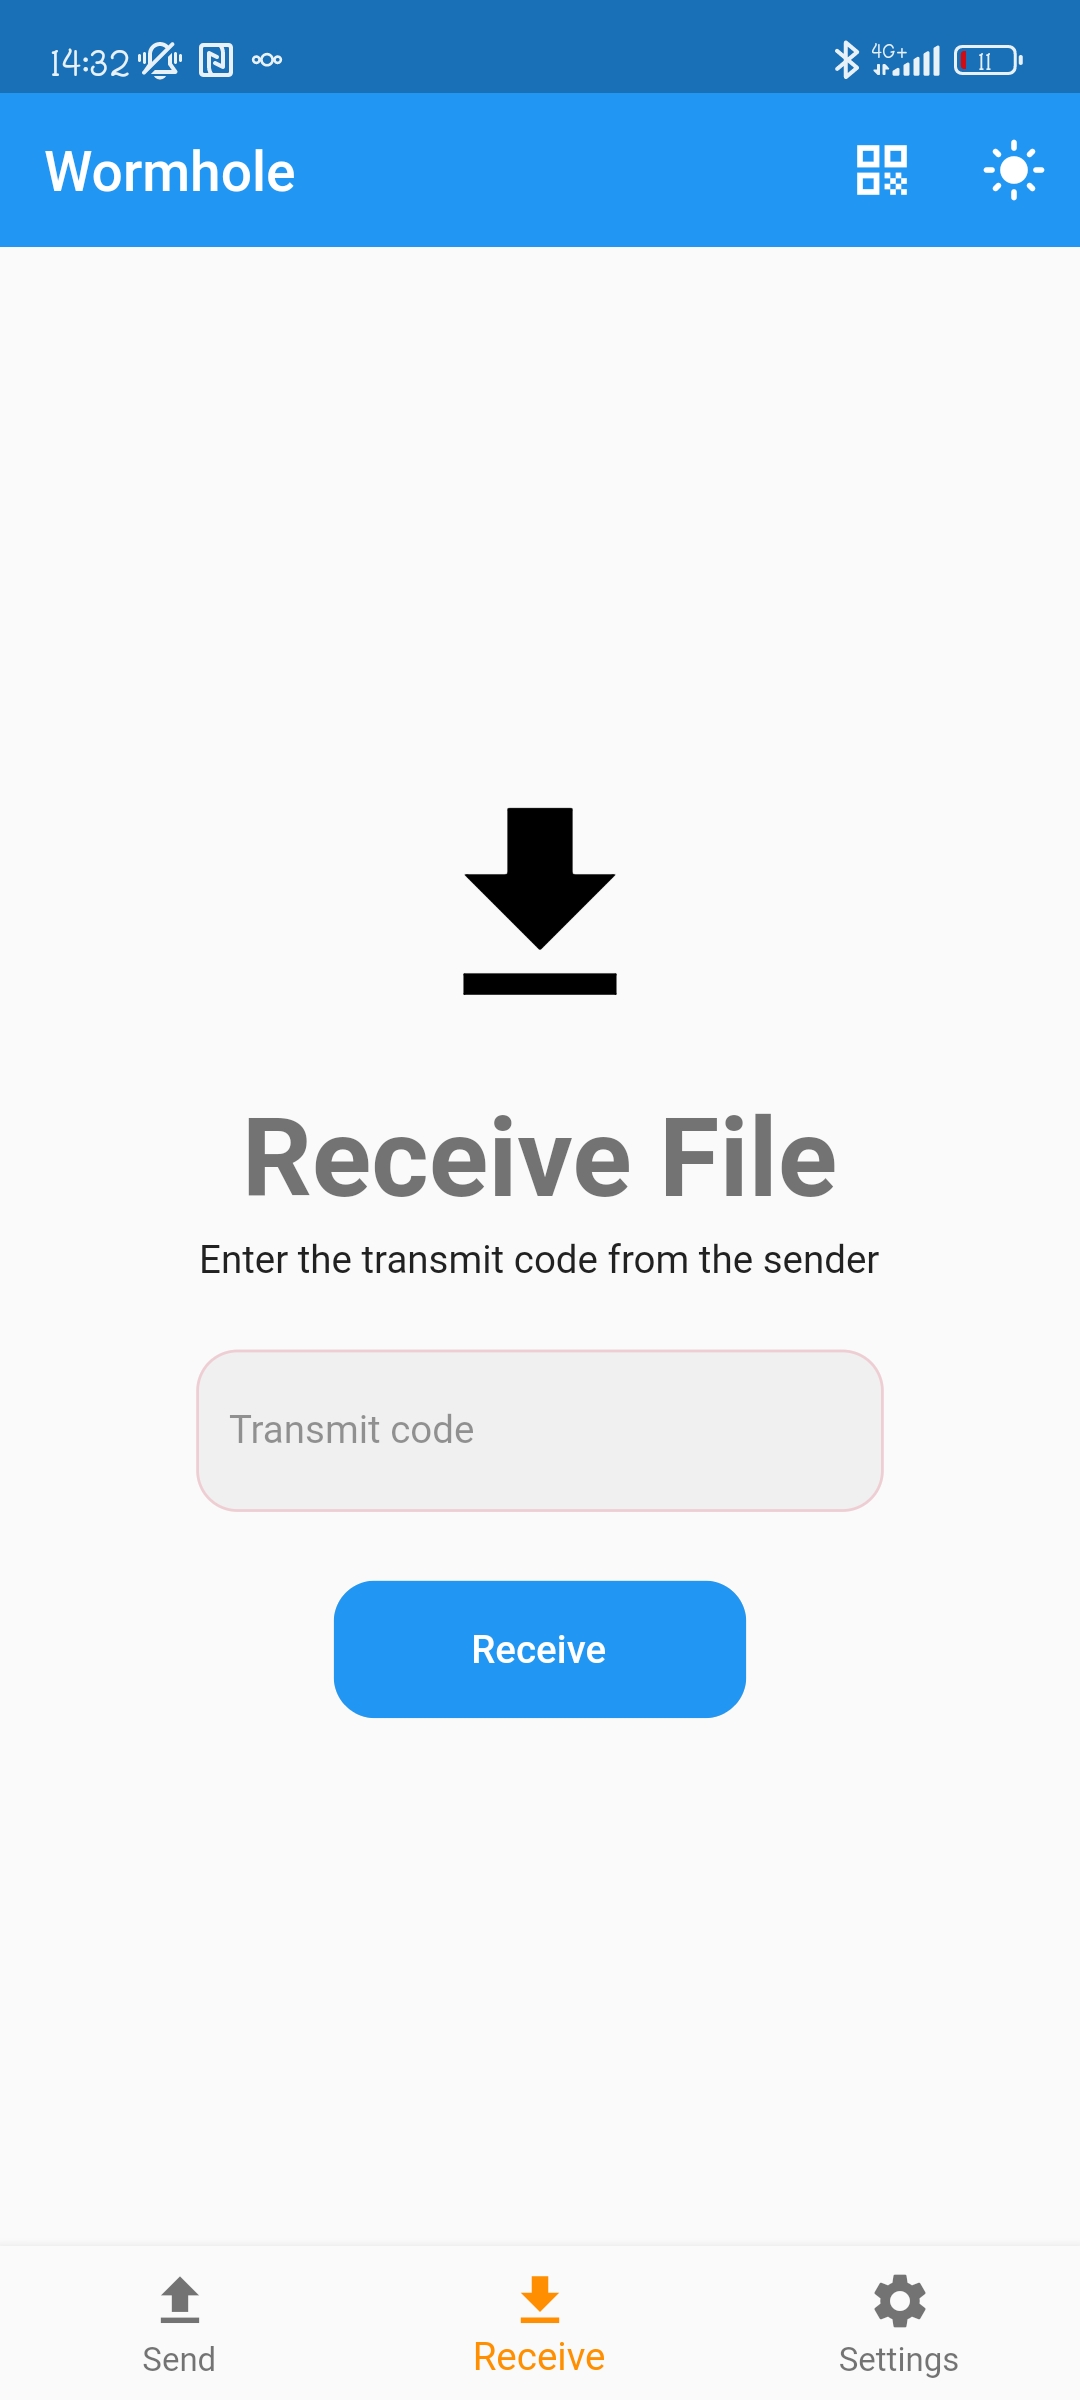 14:32
4G+
11
Wormhole
Receive File
Enter the transmit code from the sender
Transmit code
Receive
Send
Receive
Settings